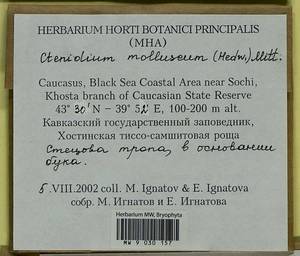 HERBARIUM HORTI BOTANICI PRINCIPALIS
(MHA)
Ctenidium molluscum (Hedw.) Mitt.
Caucasus, Black Sea Coastal Area near Sochi,
Khosta branch of Caucasian State Reserve
43° 30' N – 39° 52' E, 100-200 m alt.
Кавказский государственный заповедник,
Хостинская тиссо-самшитовая роща
Стецова тропа, в основании
бука.
5.VIII.2002 coll. M. Ignatov & E. Ignatova
собр. М. Игнатов и Е. Игнатова
Herbarium MW, Bryophyta
MW 9 030 157